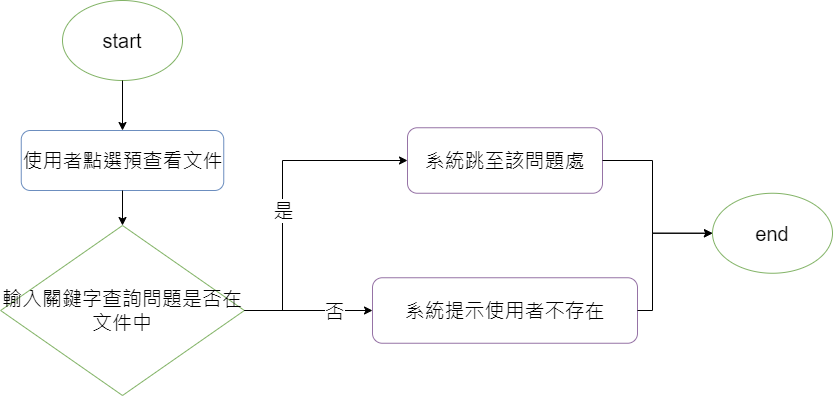 start
使用者點選預查看文件
輸入關鍵字查詢問題是否在
文件中
是
系統跳至該問題處
否
系統提示使用者不存在
end